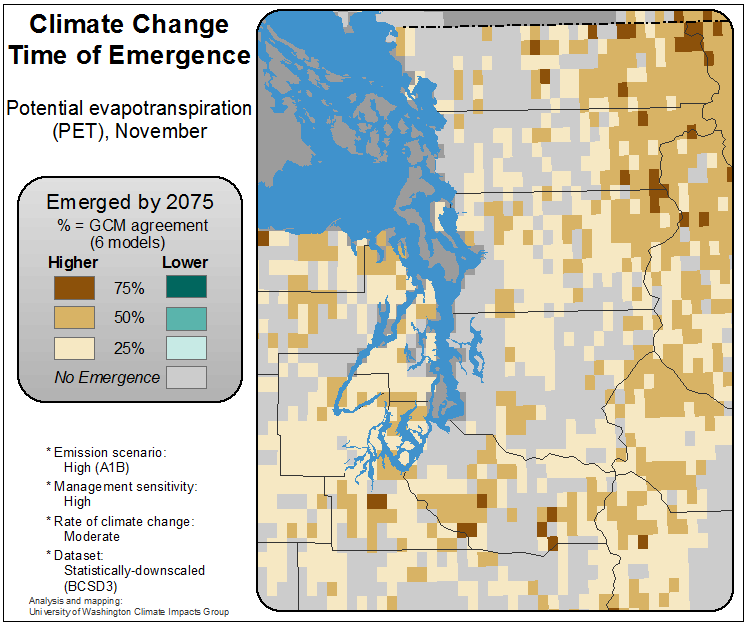 Climate Change
Time of Emergence
Potential evapotranspiration
(PET), November
Emerged by 2075
% = GCM agreement
(6 models)
Higher Lower
75%
50%
25%
No Emergence
* Emission scenario:
High (A1B)
* Management sensitivity:
High
* Rate of climate change:
Moderate
* Dataset:
Statistically-downscaled
(BCSD3)
Analysis and mapping:
University of Washington Climate Impacts Group